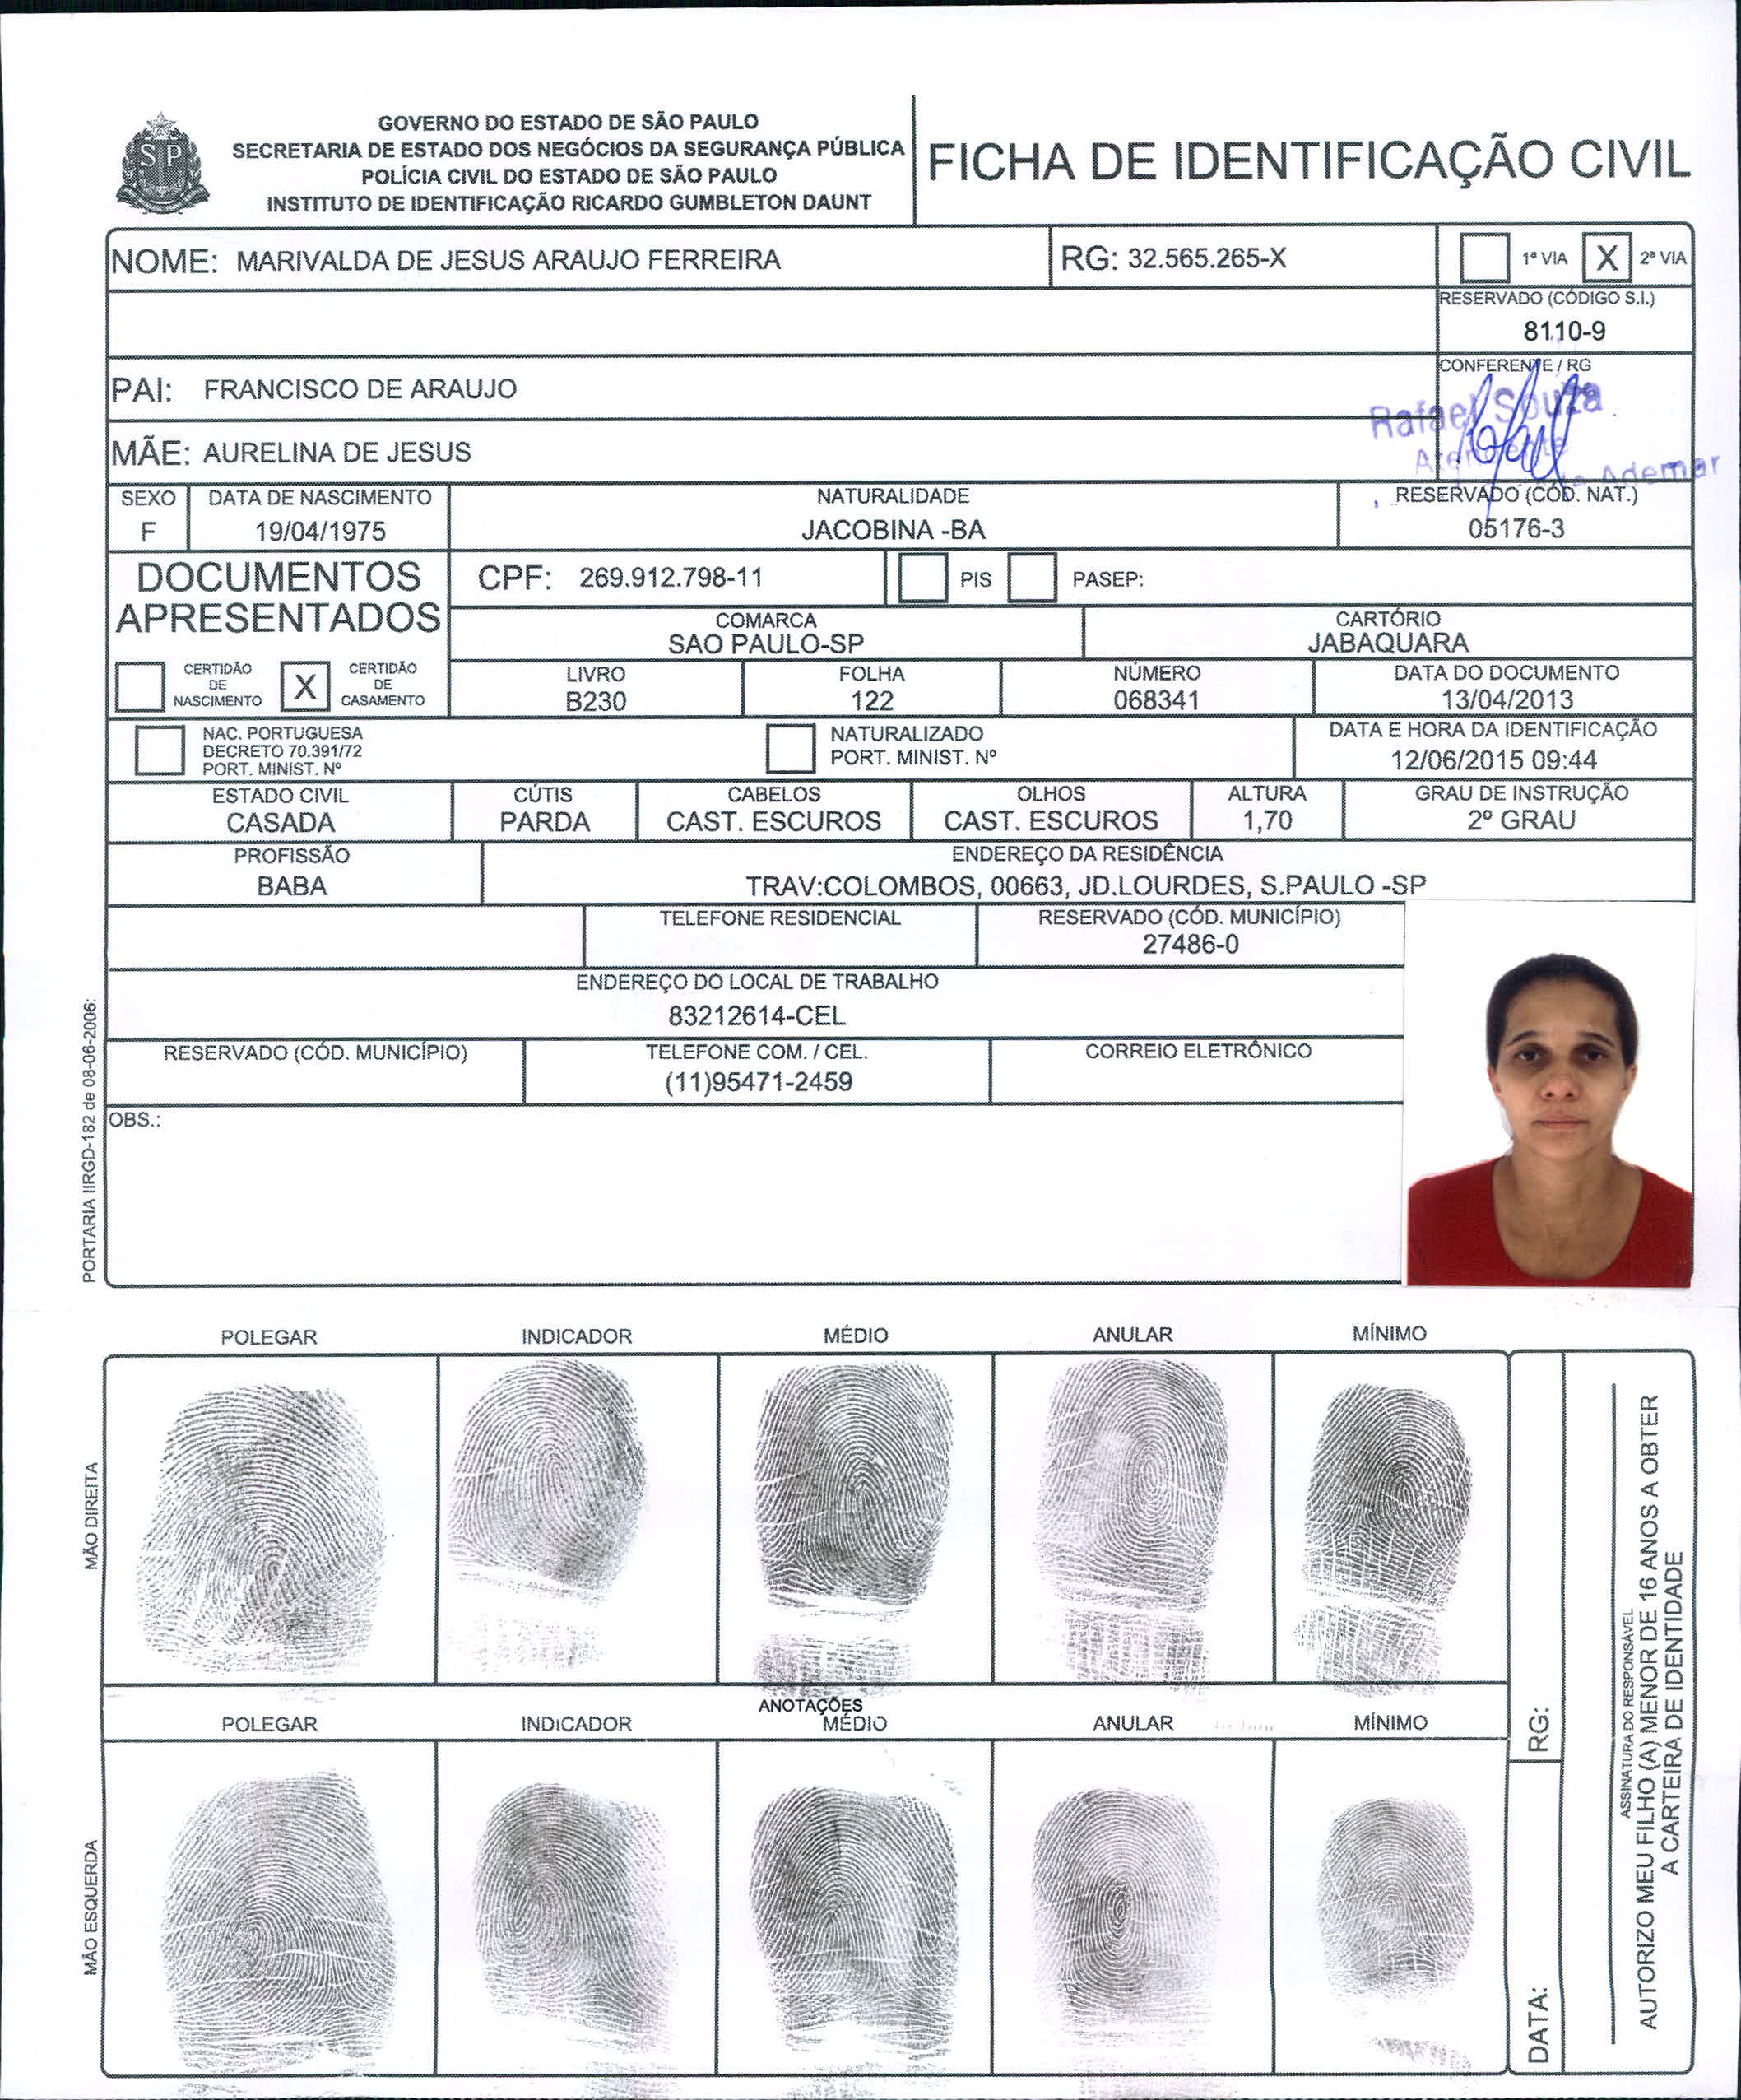 GOVERNO DO ESTADO DE SÃO PAULO
SECRETARIA DE ESTADO DOS NEGÓCIOS DA SEGURANÇA PÚBLICA
POLÍCIA CIVIL DO ESTADO DE SÃO PAULO
INSTITUTO DE IDENTIFICAÇÃO RICARDO GUMBLETON DAUNT
SP
FICHA DE IDENTIFICAÇÃO CIVIL
NOME: MARIVALDA DE JESUS ARAUJO FERREIRA RG: 32.565.265-X 1ª VIA X 2ª VIA
RESERVADO (CÓDIGO S.I.)
8110-9
PAI: FRANCISCO DE ARAUJO
CONFERENTE / RG
Rafael Souza
Atendente
Ademar
MÃE: AURELINA DE JESUS
SEXO DATA DE NASCIMENTO NATURALIDADE RESERVADO (CÓD. NAT.)
F 19/04/1975 JACOBINA -BA 05176-3
DOCUMENTOS
APRESENTADOS
CPF: 269.912.798-11 PIS PASEP:
COMARCA CARTÓRIO
SAO PAULO-SP JABAQUARA
CERTIDÃO
DE
NASCIMENTO
X
CERTIDÃO
DE
CASAMENTO
LIVRO FOLHA NÚMERO DATA DO DOCUMENTO
B230 122 068341 13/04/2013
NAC. PORTUGUESA
DECRETO 70.391/72
PORT. MINIST. Nº
NATURALIZADO
PORT. MINIST. Nº
DATA E HORA DA IDENTIFICAÇÃO
12/06/2015 09:44
ESTADO CIVIL CÚTIS CABELOS OLHOS ALTURA GRAU DE INSTRUÇÃO
CASADA PARDA CAST. ESCUROS CAST. ESCUROS 1,70 2º GRAU
PROFISSÃO ENDEREÇO DA RESIDÊNCIA
BABA TRAV:COLOMBOS, 00663, JD.LOURDES, S.PAULO -SP
TELEFONE RESIDENCIAL RESERVADO (CÓD. MUNICÍPIO)
27486-0
ENDEREÇO DO LOCAL DE TRABALHO
83212614-CEL
RESERVADO (CÓD. MUNICÍPIO) TELEFONE COM. / CEL. CORREIO ELETRÔNICO
(11)95471-2459
OBS.:
PORTARIA IIRGD-182 de 08-06-2006:
POLEGAR INDICADOR MÉDIO ANULAR MÍNIMO
MÃO DIREITA
ANOTAÇÕES
POLEGAR INDICADOR MÉDIO ANULAR MÍNIMO
MÃO ESQUERDA
RG:
DATA:
ASSINATURA DO RESPONSÁVEL
AUTORIZO MEU FILHO (A) MENOR DE 16 ANOS A OBTER
A CARTEIRA DE IDENTIDADE